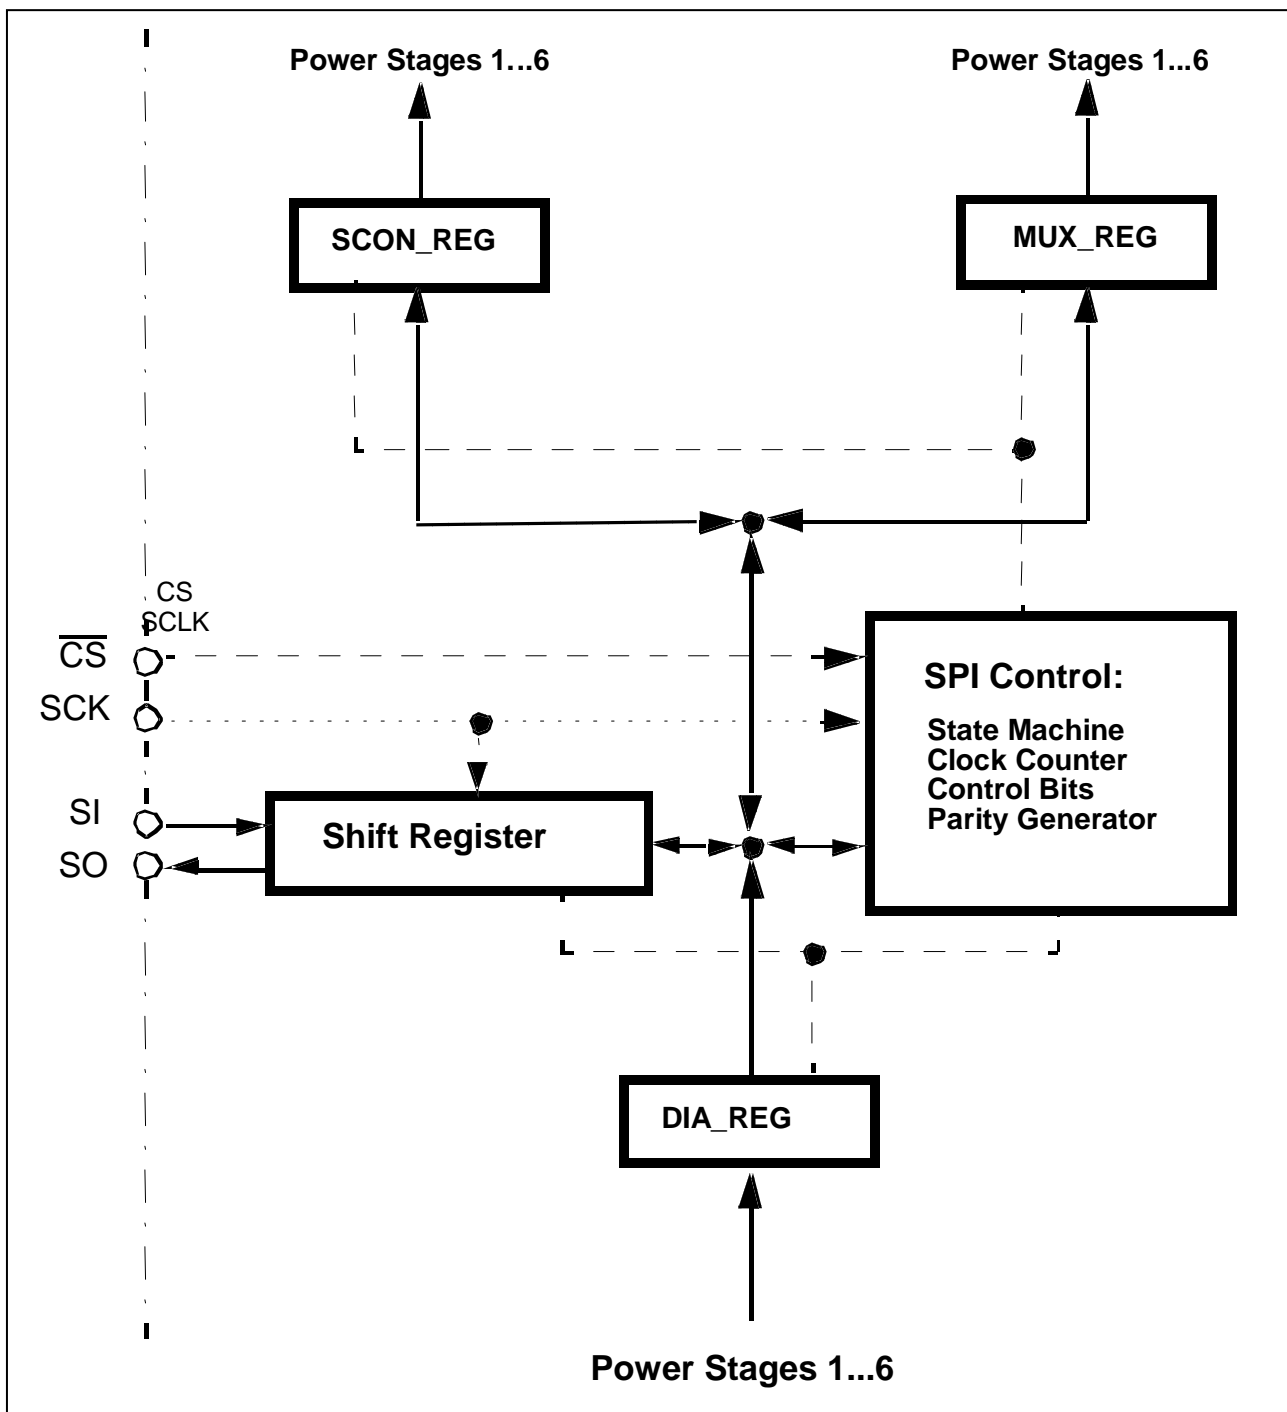 Power Stages 1...6
Power Stages 1...6
SCON_REG
MUX_REG
CS
SCLK
CS
SCK
SPI Control:
State Machine
Clock Counter
Control Bits
Parity Generator
SI
Shift Register
SO
DIA_REG
Power Stages 1...6